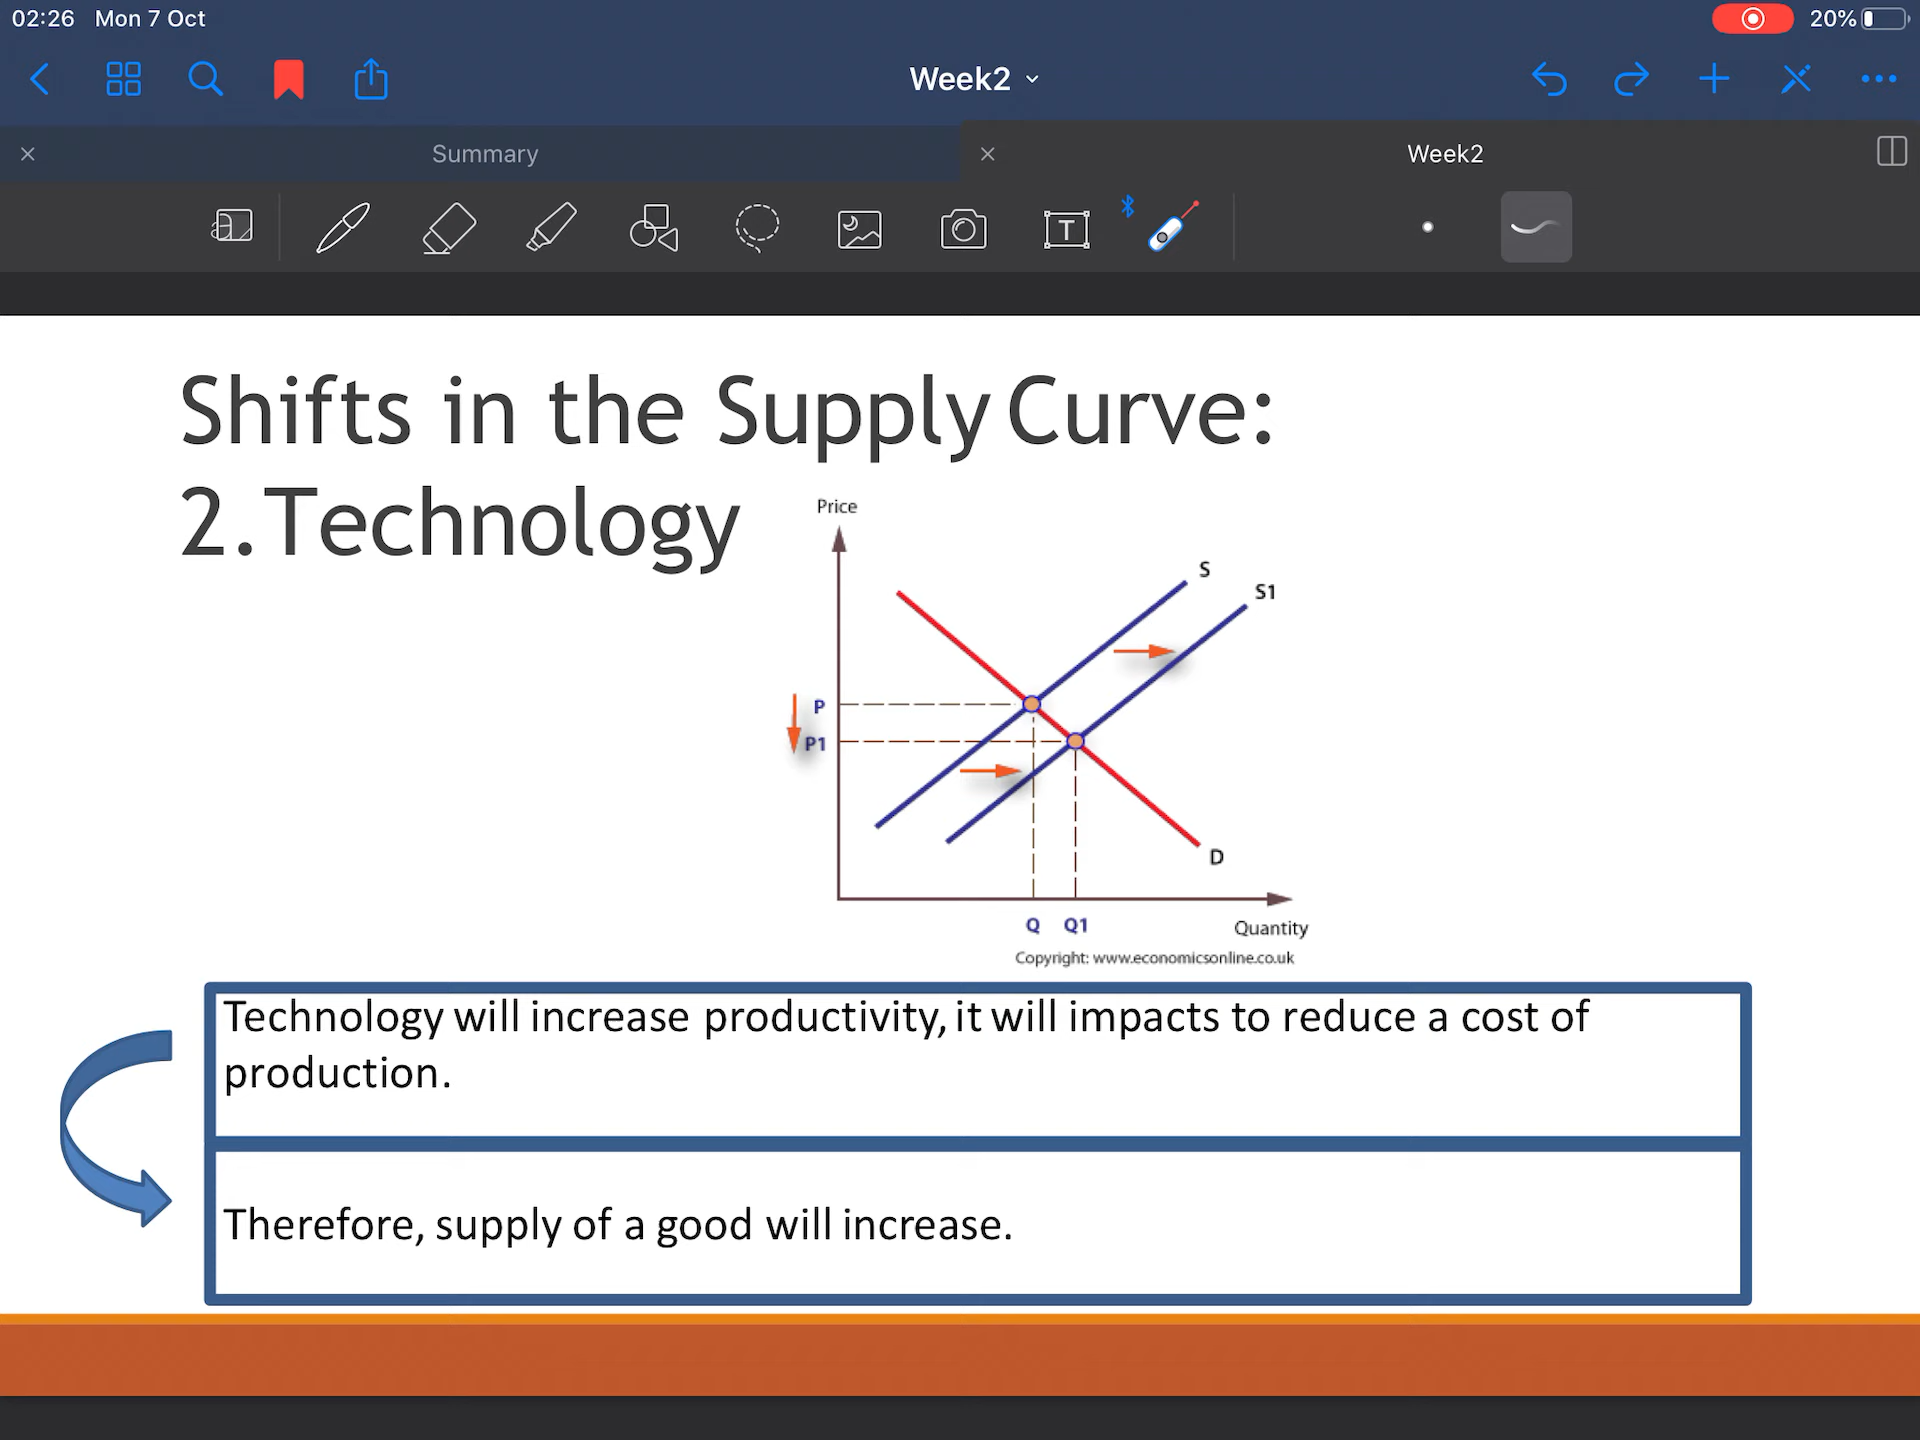 02:26 Mon 7 Oct
20%
Week2
Summary
Week2
T
Shifts in the Supply Curve:
2.Technology
Price
S
S1
P
P1
D
Q Q1
Quantity
Copyright: www.economicsonline.co.uk
Technology will increase productivity, it will impacts to reduce a cost of
production.
Therefore, supply of a good will increase.